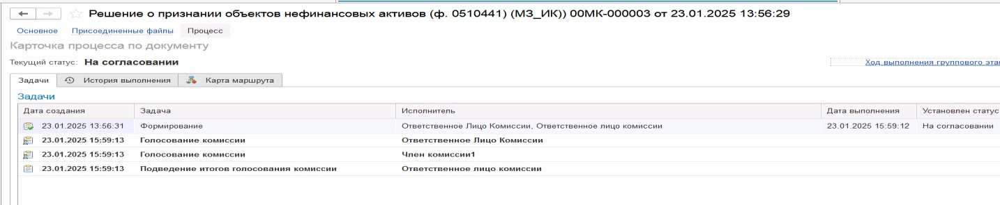 Решение о признании объектов нефинансовых активов (ф. 0510441) (МЗ_ИК)) 00МК-000003 от 23.01.2025 13:56:29
Основное Присоединенные файлы Процесс
Карточка процесса по документу
Текущий статус: На согласовании
Ход выполнения группового эта
Задачи История выполнения Карта маршрута
Задачи
Дата создания Задача Исполнитель Дата выполнения Установлен статус
23.01.2025 13:56:31 Формирование Ответственное Лицо Комиссии, Ответственное лицо комиссии 23.01.2025 15:59:12 На согласовании
23.01.2025 15:59:13 Голосование комиссии Ответственное Лицо Комиссии
23.01.2025 15:59:13 Голосование комиссии Член комиссии1
23.01.2025 15:59:13 Подведение итогов голосования комиссии Ответственное лицо комиссии